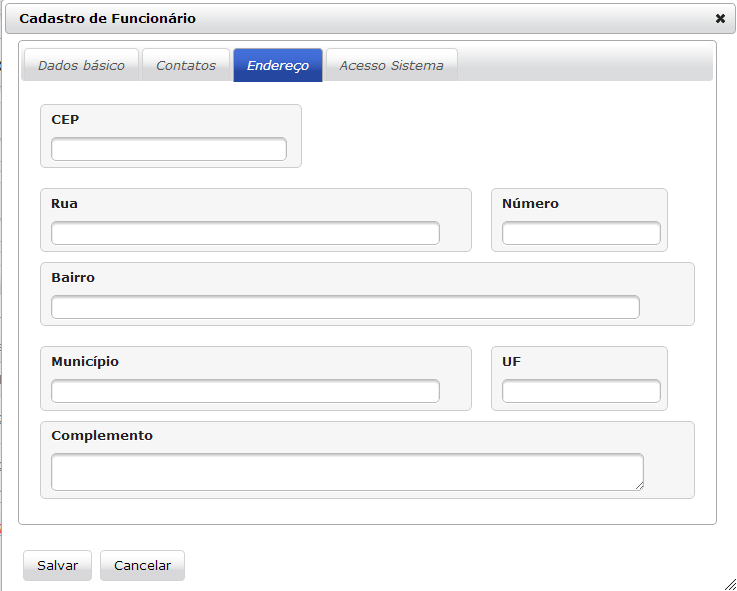 Cadastro de Funcionário
Dados básico Contatos Endereço Acesso Sistema
CEP
Rua Número
Bairro
Município UF
Complemento
Salvar Cancelar